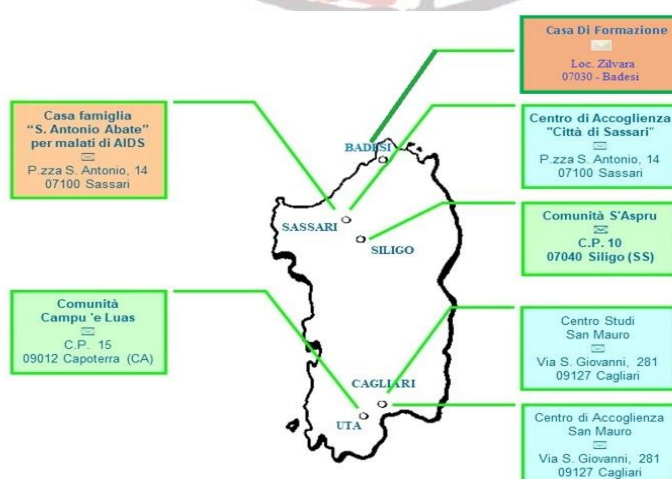 Casa Di Formazione
Loc. Zilvara
07030 - Badesi
Casa famiglia
"S. Antonio Abate"
per malati di AIDS
P.zza S. Antonio, 14
07100 Sassari
Centro di Accoglienza
"Città di Sassari"
P.zza S. Antonio, 14
07100 Sassari
Comunità S'Aspru
C.P. 10
07040 Siligo (SS)
Comunità
Campu 'e Luas
C.P. 15
09012 Capoterra (CA)
Centro Studi
San Mauro
Via S. Giovanni, 281
09127 Cagliari
Centro di Accoglienza
San Mauro
Via S. Giovanni, 281
09127 Cagliari
BADESI
SASSARI
SILIGO
CAGLIARI
UTA